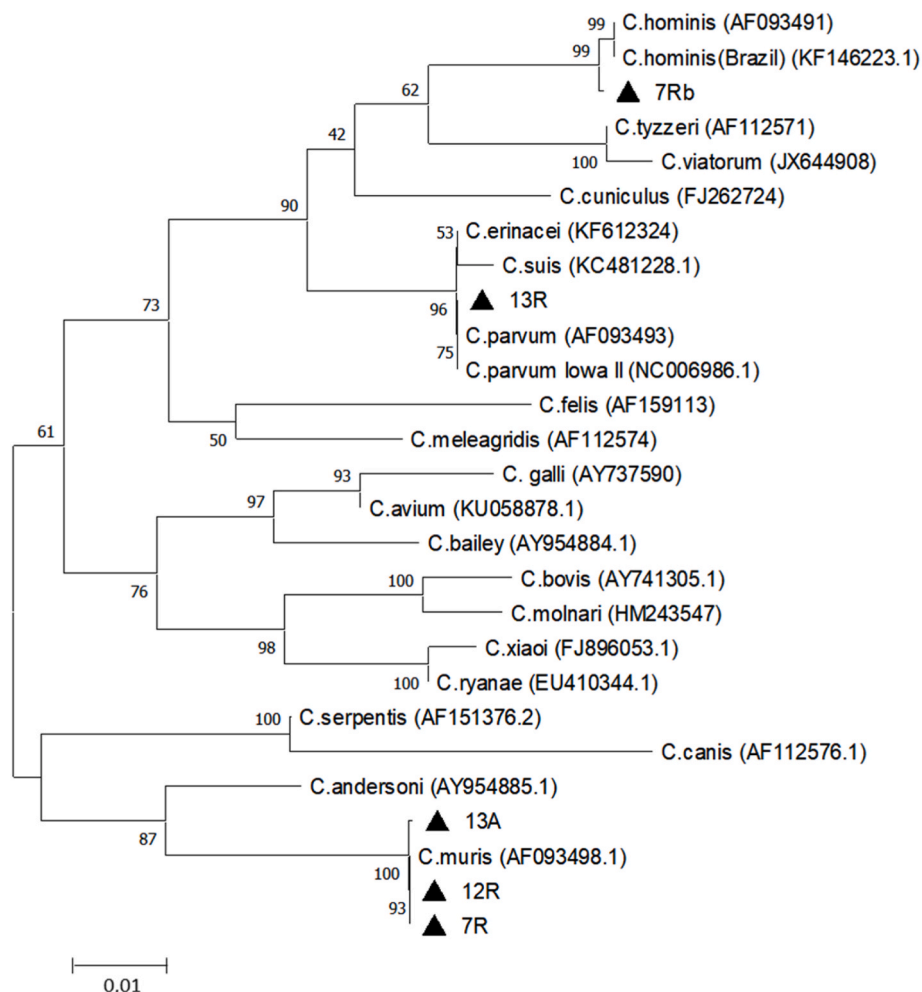 99
C.hominis (AF093491)
99
C.hominis(Brazil) (KF146223.1)
▲ 7Rb
62
C.tyzzeri (AF112571)
42
100
C.viatorum (JX644908)
C.cuniculus (FJ262724)
90
53
C.erinacei (KF612324)
C.suis (KC481228.1)
▲ 13R
73
96
C.parvum (AF093493)
75
C.parvum Iowa II (NC006986.1)
C.felis (AF159113)
61
50
C.meleagridis (AF112574)
93
C. galli (AY737590)
97
C.avium (KU058878.1)
C.bailey (AY954884.1)
76
100
C.bovis (AY741305.1)
C.molnari (HM243547)
98
C.xiaoi (FJ896053.1)
100
C.ryanae (EU410344.1)
100
C.serpentis (AF151376.2)
C.canis (AF112576.1)
C.andersoni (AY954885.1)
87
▲ 13A
C.muris (AF093498.1)
100
▲ 12R
93
▲ 7R
0.01